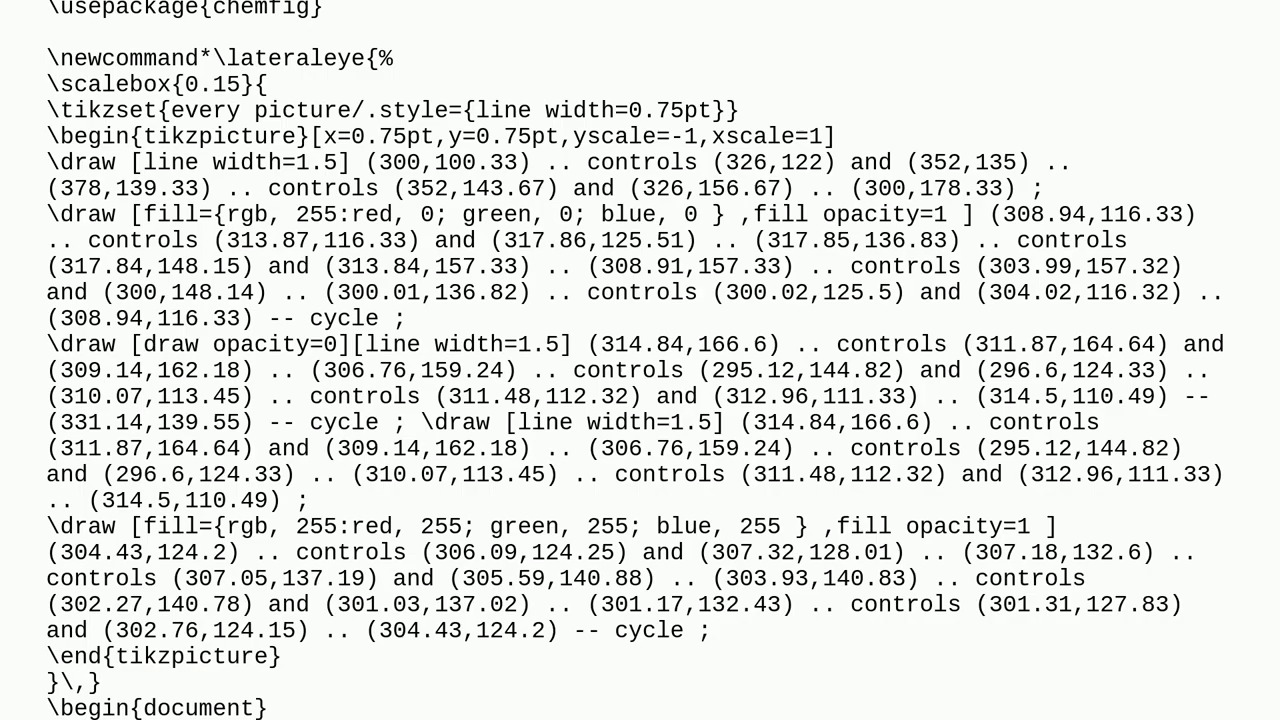 \usepackage{chemfig}
\newcommand*\lateraleye{%
\scalebox{0.15}{
\tikzset{every picture/.style={line width=0.75pt}}
\begin{tikzpicture}[x=0.75pt,y=0.75pt,yscale=-1,xscale=1]
\draw [line width=1.5] (300,100.33) .. controls (326,122) and (352,135) ..
(378,139.33) .. controls (352,143.67) and (326,156.67) .. (300,178.33) ;
\draw [fill={rgb, 255:red, 0; green, 0; blue, 0 } ,fill opacity=1 ] (308.94,116.33)
.. controls (313.87,116.33) and (317.86,125.51) .. (317.85,136.83) .. controls
(317.84,148.15) and (313.84,157.33) .. (308.91,157.33) .. controls (303.99,157.32)
and (300,148.14) .. (300.01,136.82) .. controls (300.02,125.5) and (304.02,116.32) ..
(308.94,116.33) -- cycle ;
\draw [draw opacity=0][line width=1.5] (314.84,166.6) .. controls (311.87,164.64) and
(309.14,162.18) .. (306.76,159.24) .. controls (295.12,144.82) and (296.6,124.33) ..
(310.07,113.45) .. controls (311.48,112.32) and (312.96,111.33) .. (314.5,110.49) --
(331.14,139.55) -- cycle ; \draw [line width=1.5] (314.84,166.6) .. controls
(311.87,164.64) and (309.14,162.18) .. (306.76,159.24) .. controls (295.12,144.82)
and (296.6,124.33) .. (310.07,113.45) .. controls (311.48,112.32) and (312.96,111.33)
.. (314.5,110.49) ;
\draw [fill={rgb, 255:red, 255; green, 255; blue, 255 } ,fill opacity=1 ]
(304.43,124.2) .. controls (306.09,124.25) and (307.32,128.01) .. (307.18,132.6) ..
controls (307.05,137.19) and (305.59,140.88) .. (303.93,140.83) .. controls
(302.27,140.78) and (301.03,137.02) .. (301.17,132.43) .. controls (301.31,127.83)
and (302.76,124.15) .. (304.43,124.2) -- cycle ;
\end{tikzpicture}
}\,}
\begin{document}